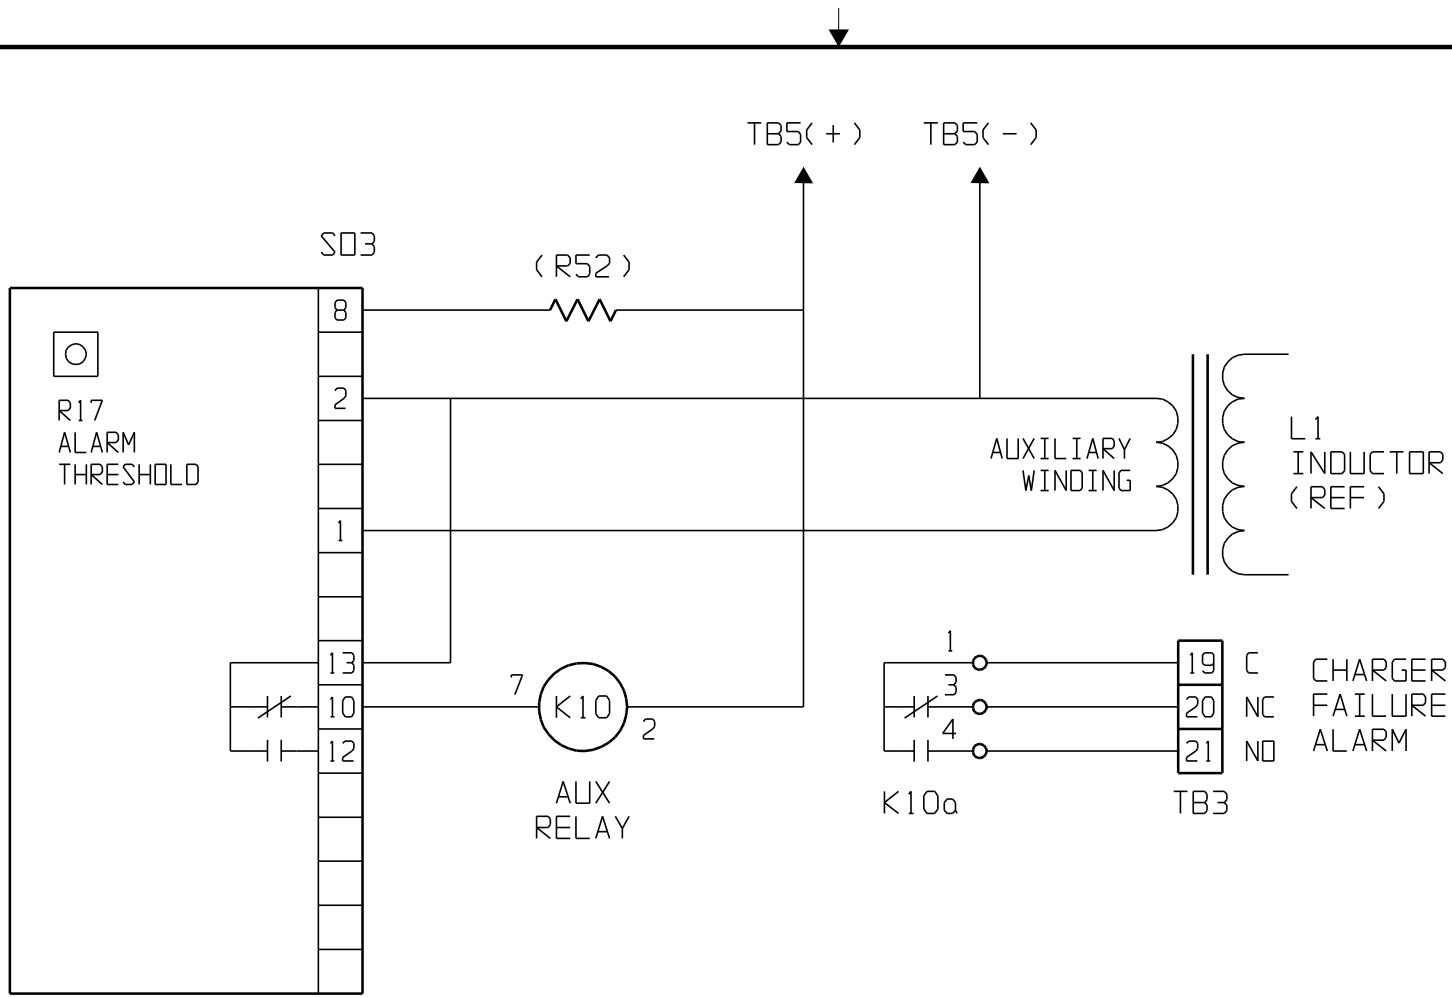 TB5(+) TB5(-)
S03
(R52)
8
R17
ALARM
THRESHOLD
2
AUXILIARY
WINDING
L1
INDUCTOR
(REF)
1
13
10
12
7
K10
2
AUX
RELAY
1
3
4
K10a
19 C
20 NC
21 NO
TB3
CHARGER
FAILURE
ALARM